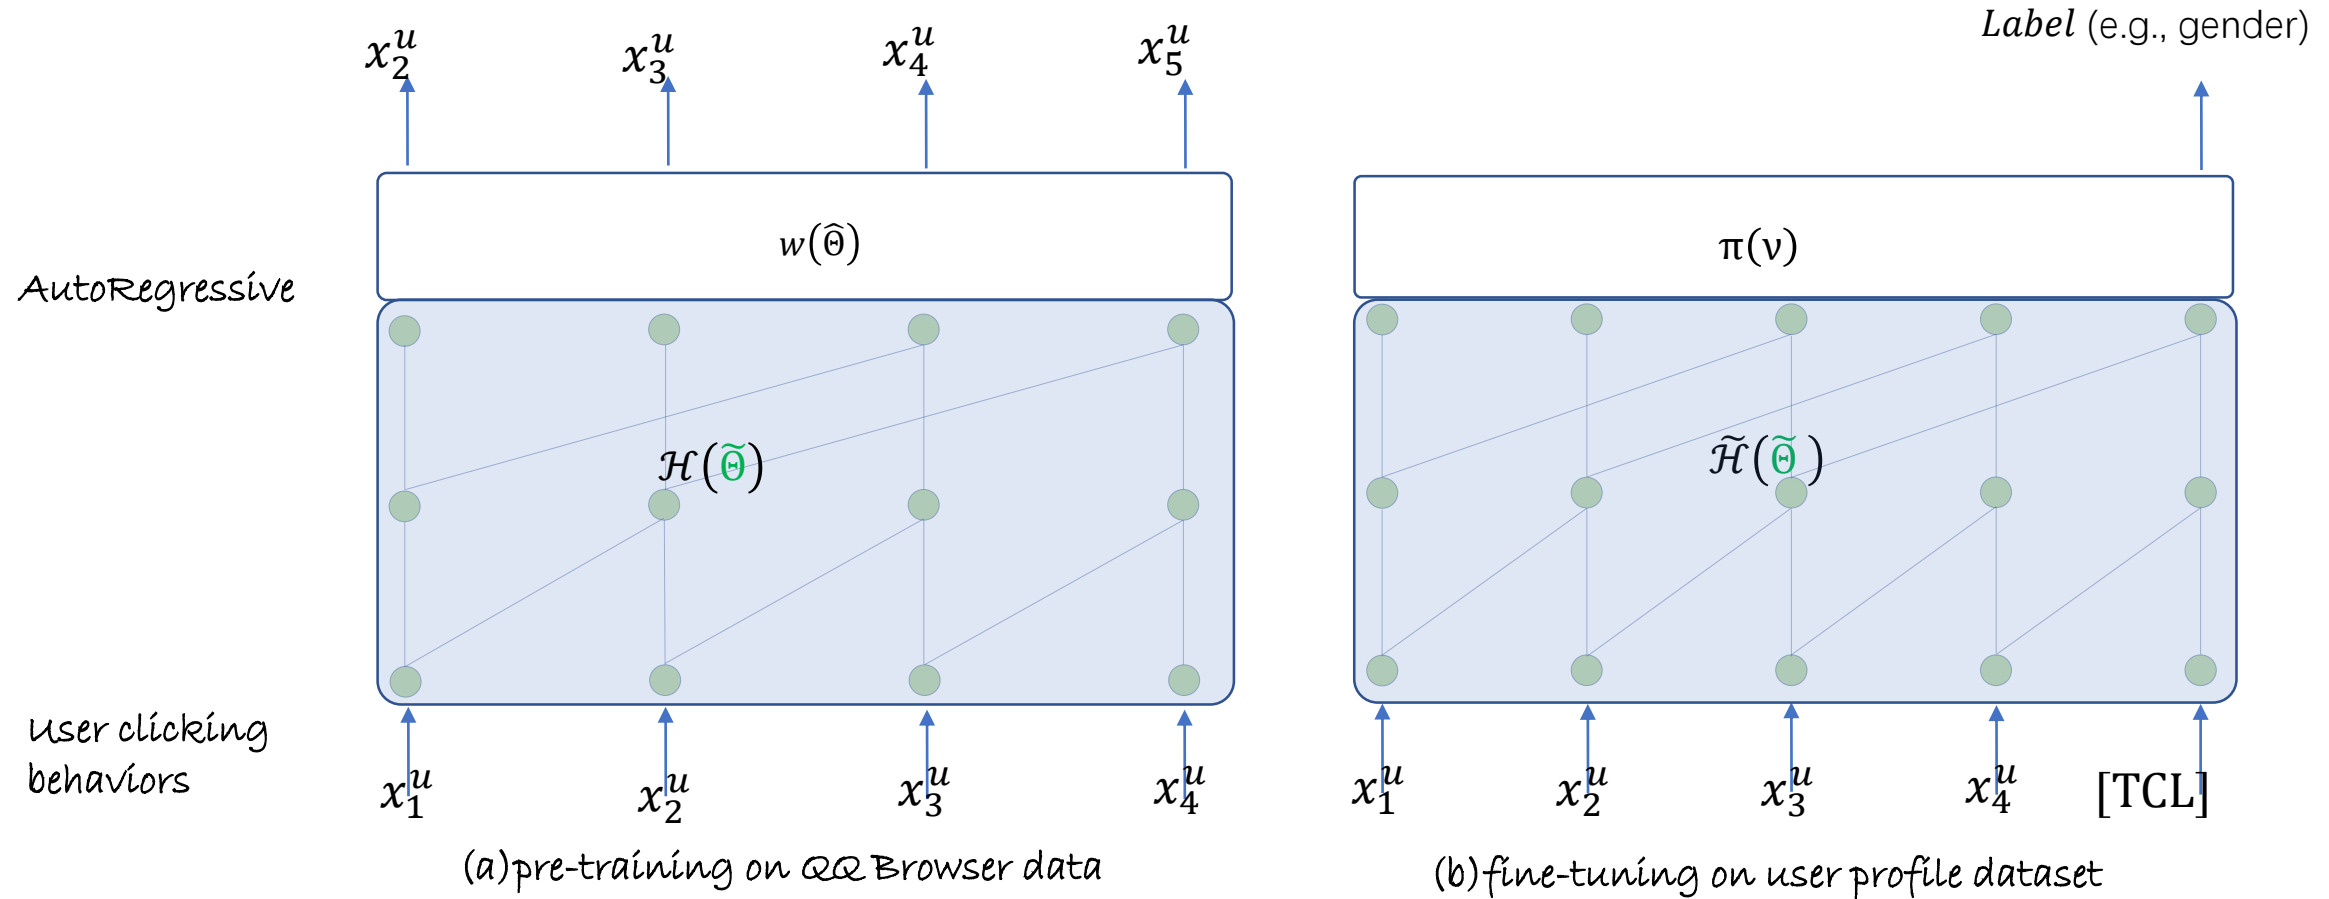 x₂ᵘ x₃ᵘ x₄ᵘ x₅ᵘ
Label (e.g., gender)
w(Θ̂)
π(ν)
AutoRegressive
ℋ(Θ̃)
ℋ̃(Θ̃)
User clicking
behaviors
x₁ᵘ x₂ᵘ x₃ᵘ x₄ᵘ
x₁ᵘ x₂ᵘ x₃ᵘ x₄ᵘ [TCL]
(a)pre-training on QQ Browser data
(b)fine-tuning on user profile dataset